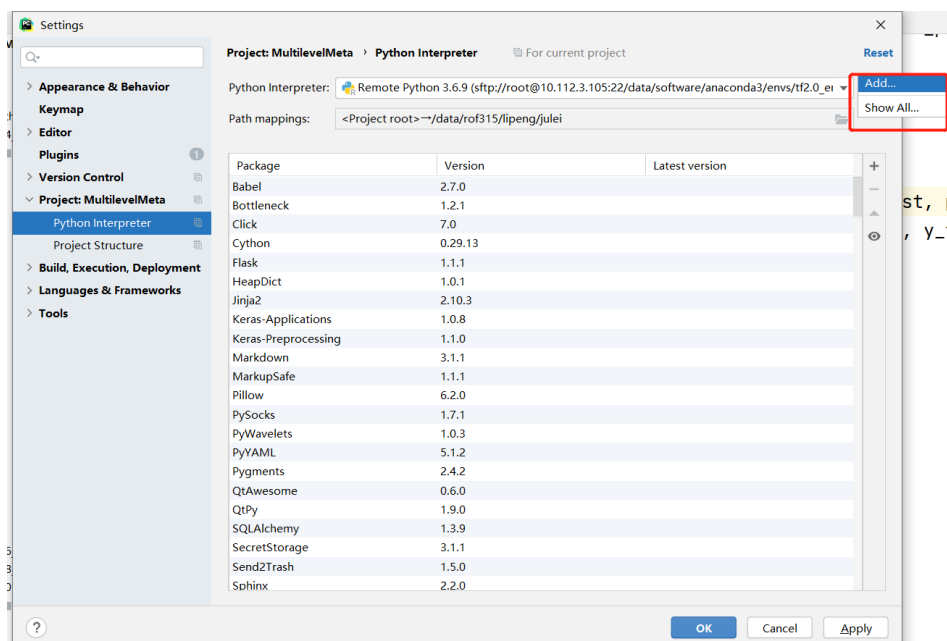 Settings
Project: MultilevelMeta › Python Interpreter For current project Reset
Appearance & Behavior
Keymap
Editor
Plugins 1
Version Control
Project: MultilevelMeta
Python Interpreter
Project Structure
Build, Execution, Deployment
Languages & Frameworks
Tools
Python Interpreter: Remote Python 3.6.9 (sftp://root@10.112.3.105:22/data/software/anaconda3/envs/tf2.0_er
Add...
Show All...
Path mappings: <Project root>→/data/rof315/lipeng/julei
Package Version Latest version
Babel 2.7.0
Bottleneck 1.2.1
Click 7.0
Cython 0.29.13
Flask 1.1.1
HeapDict 1.0.1
Jinja2 2.10.3
Keras-Applications 1.0.8
Keras-Preprocessing 1.1.0
Markdown 3.1.1
MarkupSafe 1.1.1
Pillow 6.2.0
PySocks 1.7.1
PyWavelets 1.0.3
PyYAML 5.1.2
Pygments 2.4.2
QtAwesome 0.6.0
QtPy 1.9.0
SQLAlchemy 1.3.9
SecretStorage 3.1.1
Send2Trash 1.5.0
Sphinx 2.2.0
st,
, y_
? OK Cancel Apply